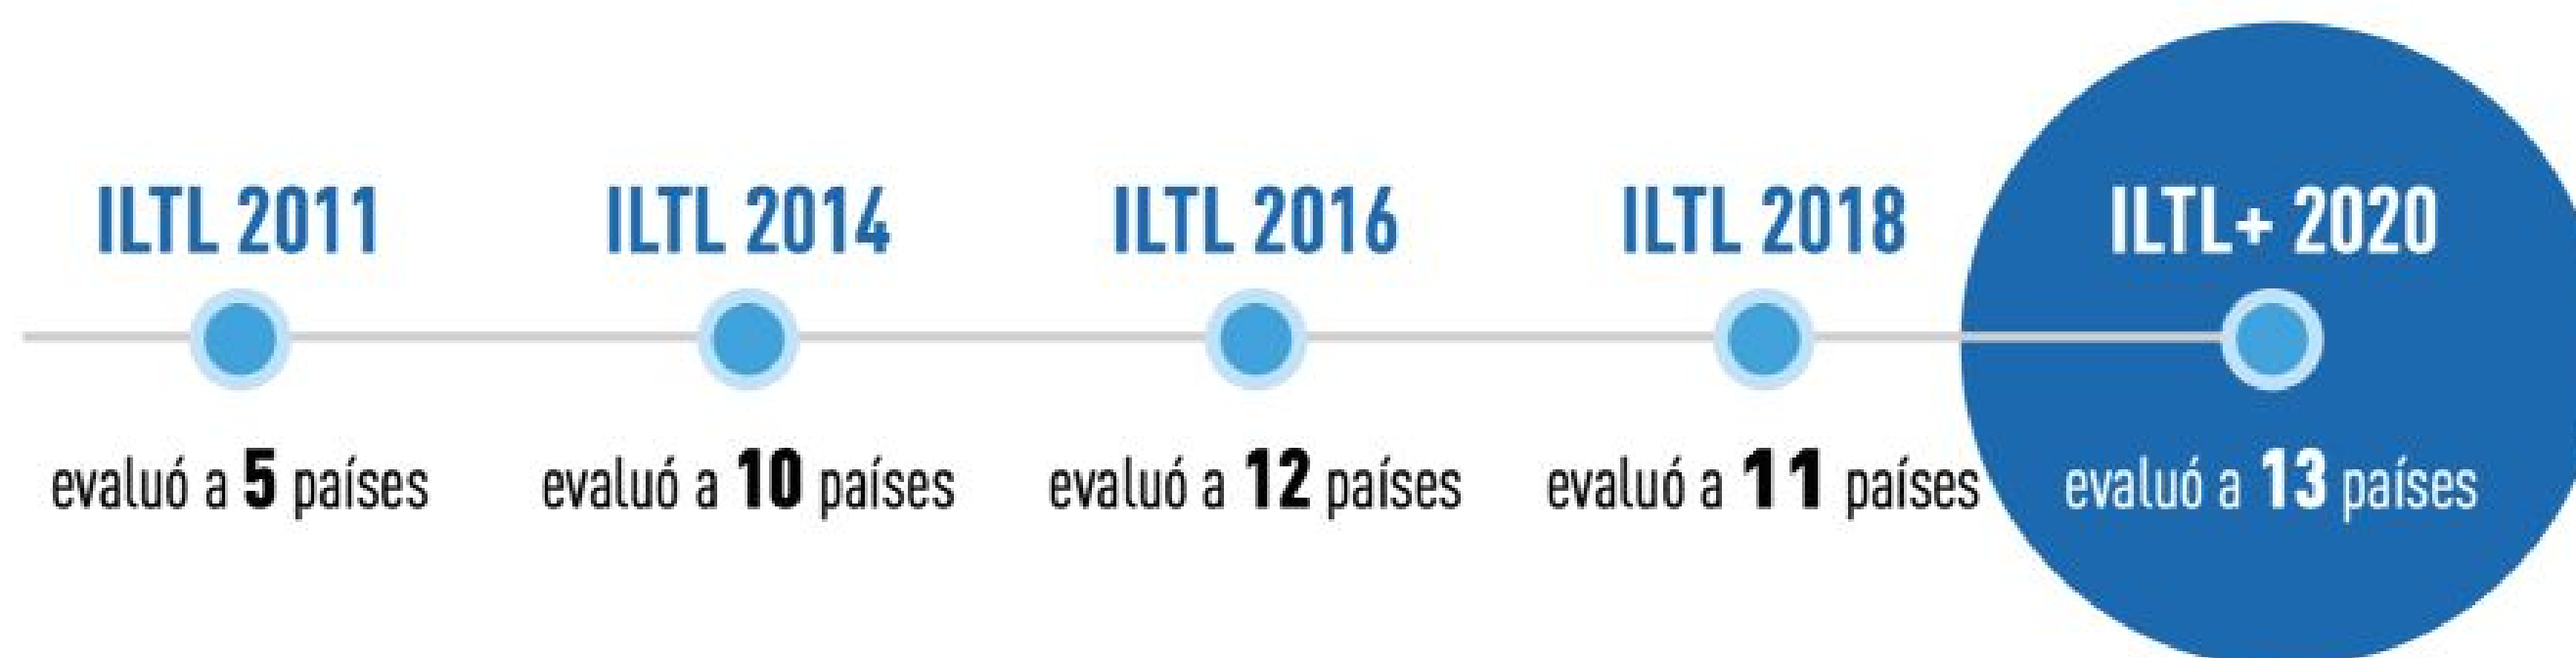 ILTL 2011
evaluó a 5 países
ILTL 2014
evaluó a 10 países
ILTL 2016
evaluó a 12 países
ILTL 2018
evaluó a 11 países
ILTL+ 2020
evaluó a 13 países